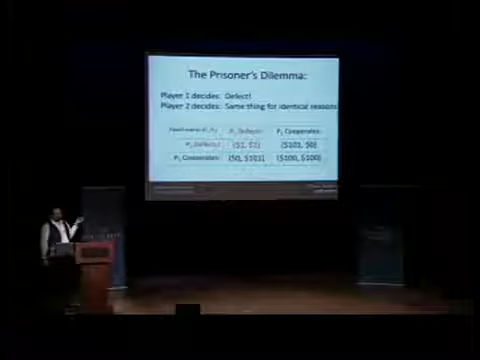 The Prisoner's Dilemma:
Player 1 decides: Defect!
Player 2 decides: Same thing for identical reasons
P₂ Defects: P₂ Cooperates:
P₁ Defects: ($1, $1) ($101, $0)
P₁ Cooperates: ($0, $101) ($100, $100)